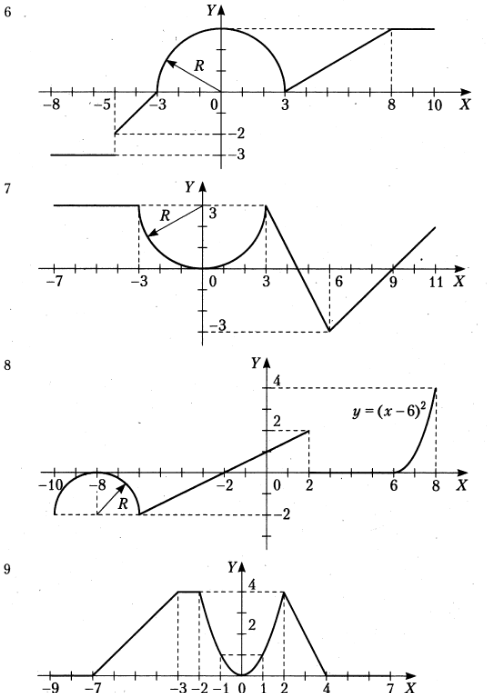 6
Y
R
-8 -5 -3 0 3 8 10 X
-2
-3
7
Y
R 3
-7 -3 0 3 6 9 11 X
-3
8
Y
4
y = (x – 6)²
2
-10 -8 -2 0 2 6 8 X
R
-2
9
Y
4
2
-9 -7 -3 -2 -1 0 1 2 4 7 X